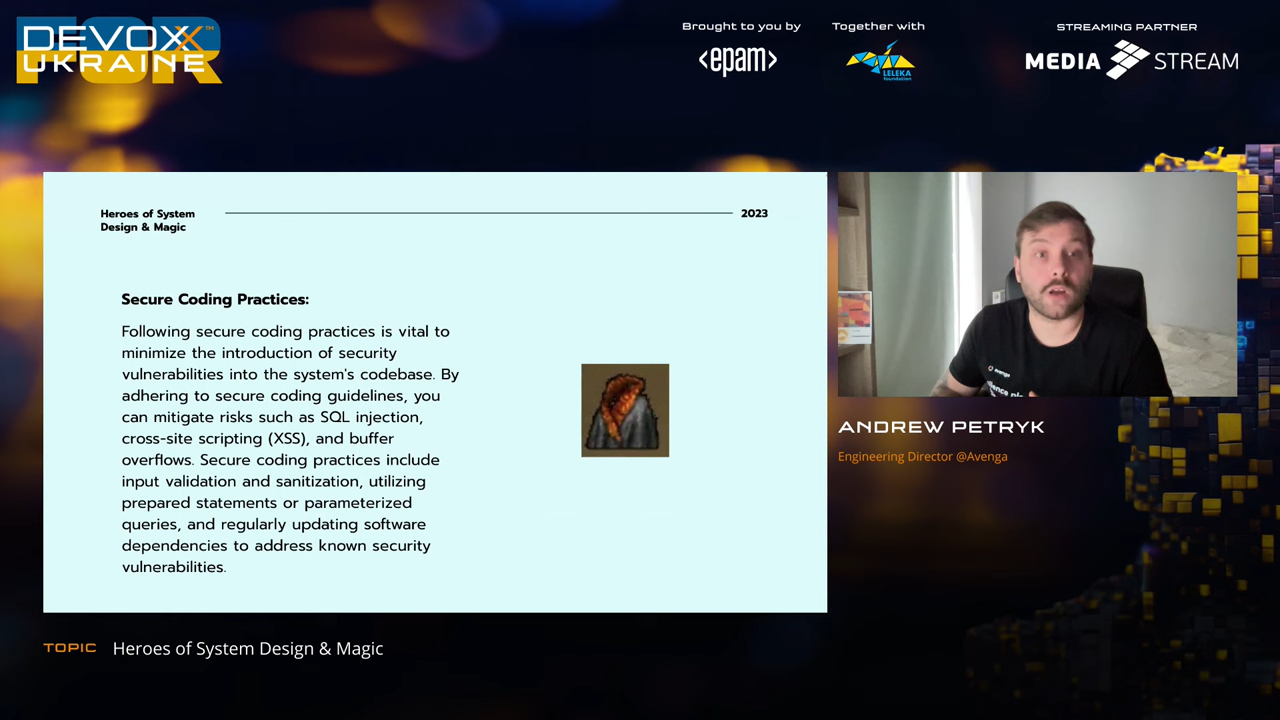 DEVOXX™
FOR
UKRAINE
Brought to you by
<epam>
Together with
LELEKA
foundation
STREAMING PARTNER
MEDIA STREAM
Heroes of System
Design & Magic
2023
Secure Coding Practices:
Following secure coding practices is vital to
minimize the introduction of security
vulnerabilities into the system's codebase. By
adhering to secure coding guidelines, you
can mitigate risks such as SQL injection,
cross-site scripting (XSS), and buffer
overflows. Secure coding practices include
input validation and sanitization, utilizing
prepared statements or parameterized
queries, and regularly updating software
dependencies to address known security
vulnerabilities.
avenga
ANDREW PETRYK
Engineering Director @Avenga
TOPIC Heroes of System Design & Magic